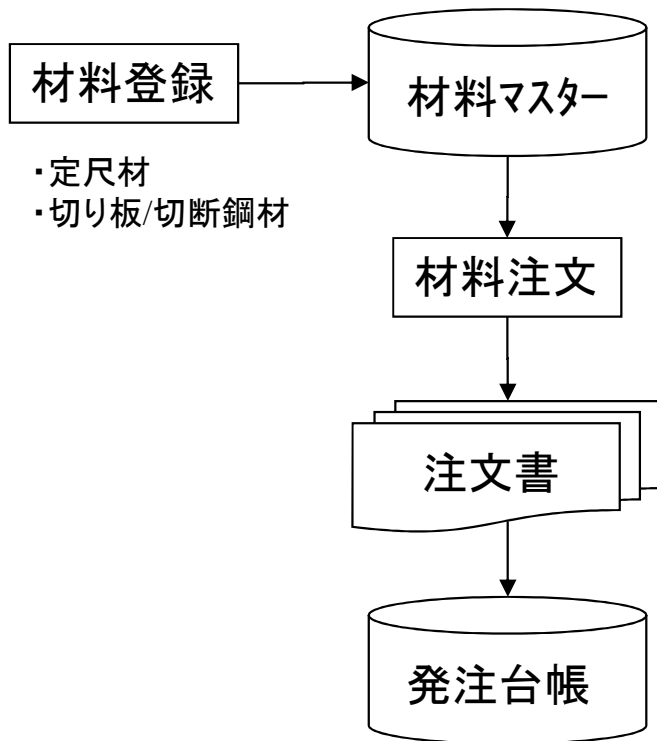 材料登録
材料ﾏｽﾀｰ
・定尺材
・切り板/切断鋼材
材料注文
注文書
発注台帳